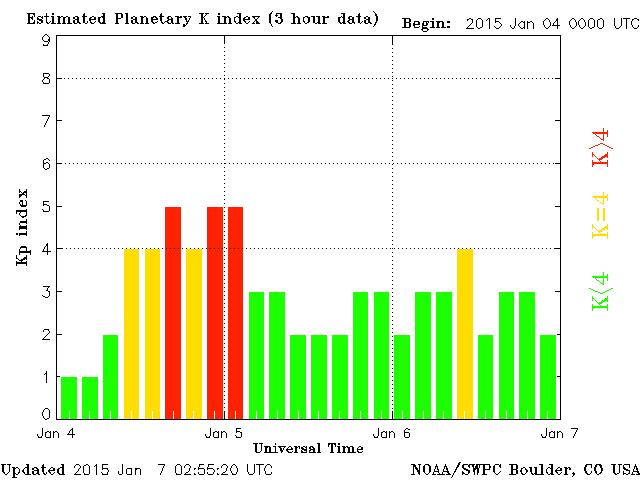 Estimated Planetary K index (3 hour data)
Begin: 2015 Jan 04 0000 UTC
9
8
7
6
5
4
3
2
1
0
Kp index
K>4
K=4
K<4
Jan 4
Jan 5
Jan 6
Jan 7
Universal Time
Updated 2015 Jan 7 02:55:20 UTC
NOAA/SWPC Boulder, CO USA